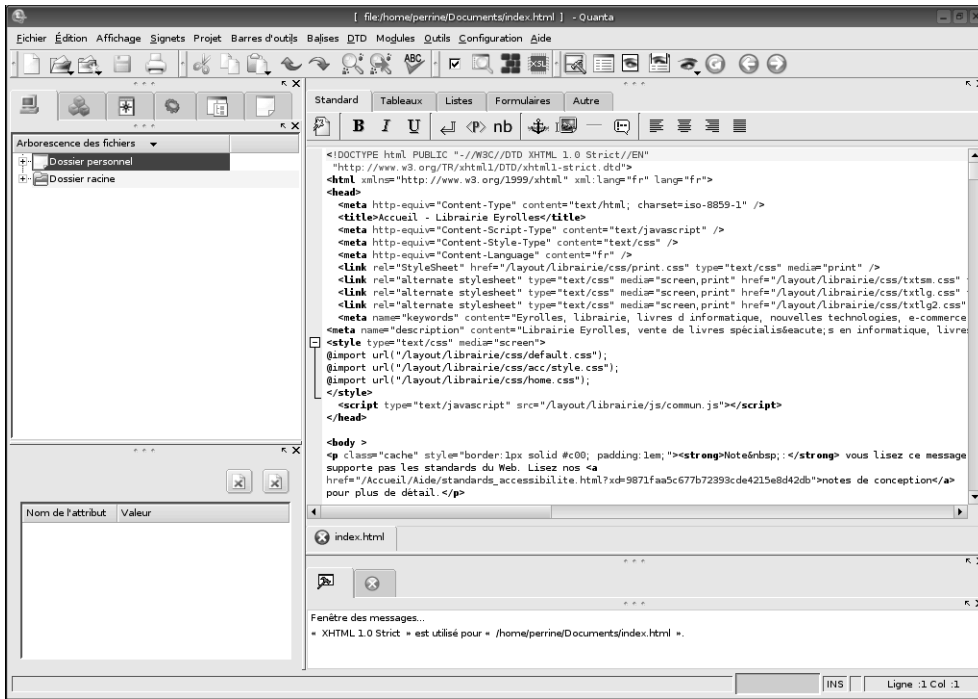 [ file:/home/perrine/Documents/index.html ] - Quanta
Fichier Édition Affichage Signets Projet Barres d'outils Balises DTD Modules Outils Configuration Aide
ABC
XSL
Standard Tableaux Listes Formulaires Autre
B I U <P> nb
Arborescence des fichiers
Dossier personnel
Dossier racine
<!DOCTYPE html PUBLIC "-//W3C//DTD XHTML 1.0 Strict//EN"
"http://www.w3.org/TR/xhtml1/DTD/xhtml1-strict.dtd">
<html xmlns="http://www.w3.org/1999/xhtml" xml:lang="fr" lang="fr">
<head>
<meta http-equiv="Content-Type" content="text/html; charset=iso-8859-1" />
<title>Accueil - Librairie Eyrolles</title>
<meta http-equiv="Content-Script-Type" content="text/javascript" />
<meta http-equiv="Content-Style-Type" content="text/css" />
<meta http-equiv="Content-Language" content="fr" />
<link rel="StyleSheet" href="/layout/librairie/css/print.css" type="text/css" media="print" />
<link rel="alternate stylesheet" type="text/css" media="screen,print" href="/layout/librairie/css/txtsm.css"
<link rel="alternate stylesheet" type="text/css" media="screen,print" href="/layout/librairie/css/txtlg.css"
<link rel="alternate stylesheet" type="text/css" media="screen,print" href="/layout/librairie/css/txtlg2.css"
<meta name="keywords" content="Eyrolles, librairie, livres d informatique, nouvelles technologies, e-commerce
<meta name="description" content="Librairie Eyrolles, vente de livres spécialis&eacute;s en informatique, livre
<style type="text/css" media="screen">
@import url("/layout/librairie/css/default.css");
@import url("/layout/librairie/css/acc/style.css");
@import url("/layout/librairie/css/home.css");
</style>
<script type="text/javascript" src="/layout/librairie/js/commun.js"></script>
</head>
<body >
<p class="cache" style="border:1px solid #c00; padding:1em;"><strong>Note&nbsp;:</strong> vous lisez ce message
supporte pas les standards du Web. Lisez nos <a
href="/Accueil/Aide/standards_accessibilite.html?xd=9871faa5c677b72393cde4215e8d42db">notes de conception</a>
pour plus de détail.</p>
Nom de l'attribut Valeur
index.html
Fenêtre des messages...
« XHTML 1.0 Strict » est utilisé pour « /home/perrine/Documents/index.html ».
INS Ligne :1 Col :1